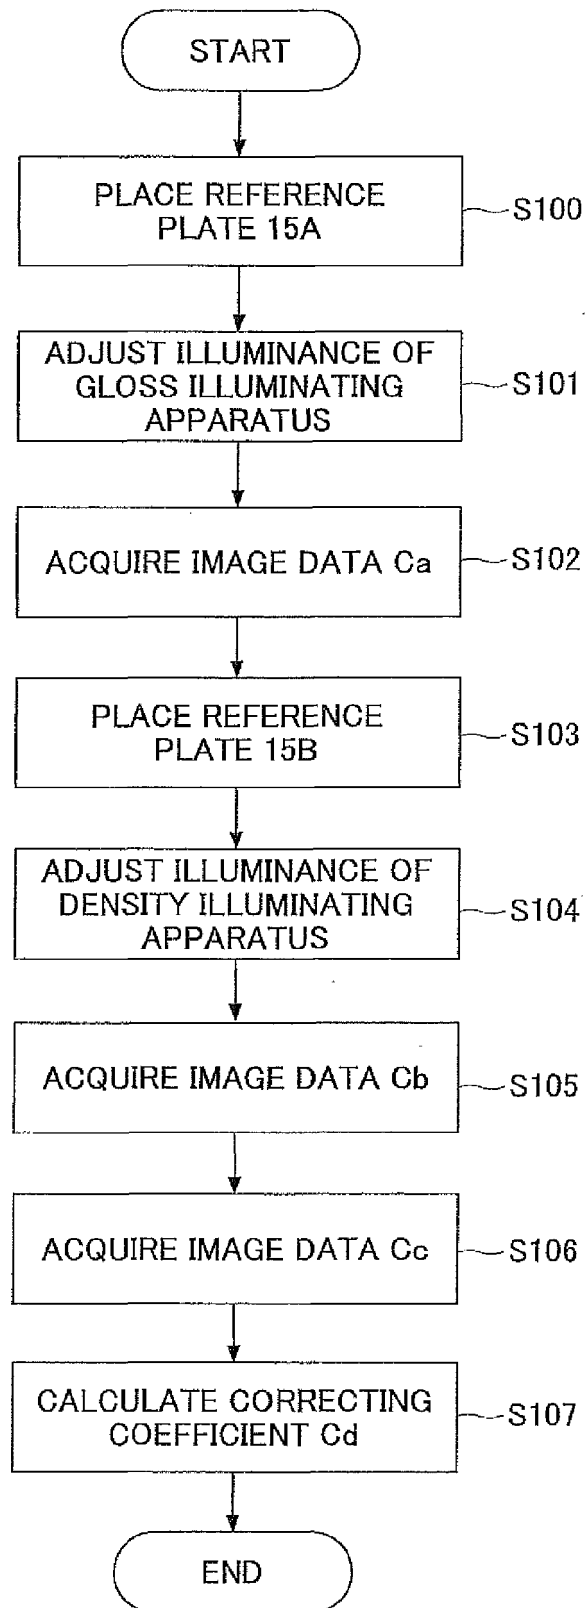 START
PLACE REFERENCE
PLATE 15A
S100
ADJUST ILLUMINANCE OF
GLOSS ILLUMINATING
APPARATUS
S101
ACQUIRE IMAGE DATA Ca
S102
PLACE REFERENCE
PLATE 15B
S103
ADJUST ILLUMINANCE OF
DENSITY ILLUMINATING
APPARATUS
S104
ACQUIRE IMAGE DATA Cb
S105
ACQUIRE IMAGE DATA Cc
S106
CALCULATE CORRECTING
COEFFICIENT Cd
S107
END